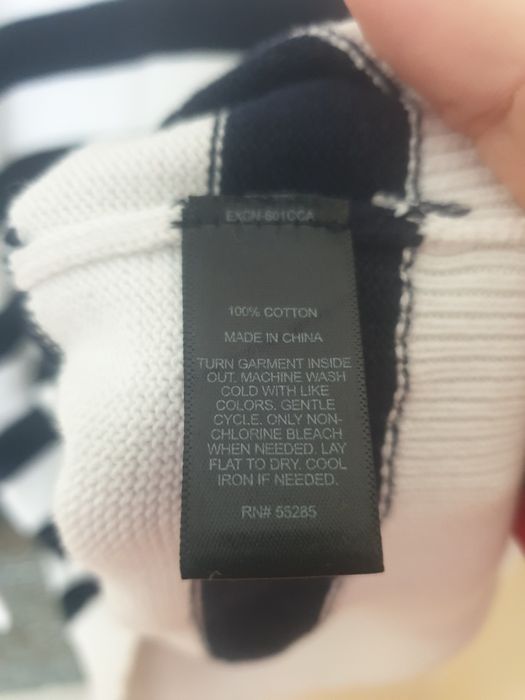 EXCN-S01CCA
100% COTTON
MADE IN CHINA
TURN GARMENT INSIDE
OUT. MACHINE WASH
COLD WITH LIKE
COLORS. GENTLE
CYCLE. ONLY NON-
CHLORINE BLEACH
WHEN NEEDED. LAY
FLAT TO DRY. COOL
IRON IF NEEDED.
RN# 55285